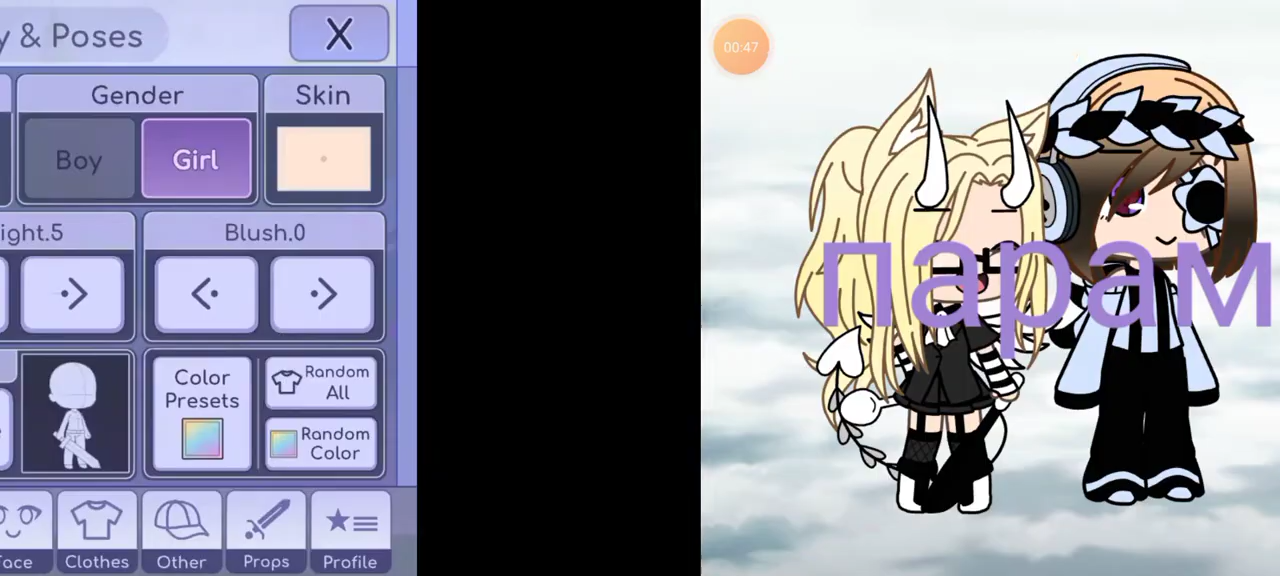 y & Poses
X
Gender
Skin
Boy
Girl
ight.5
Blush.0
Color
Presets
Random
All
Random
Color
ace
Clothes
Other
Props
Profile
00:47
парам